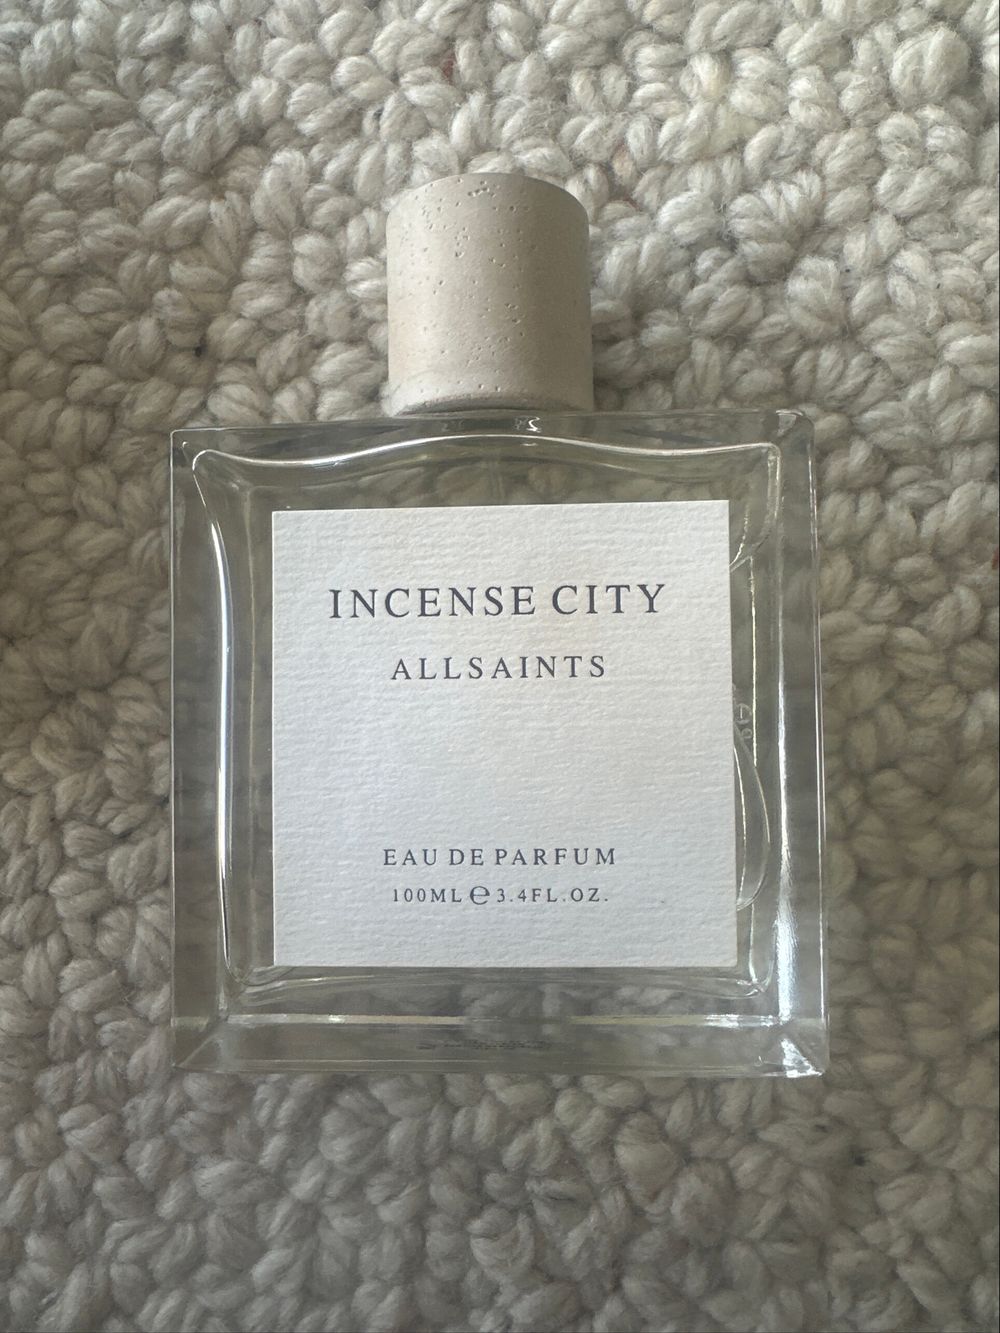 INCENSE CITY
ALLSAINTS
EAU DE PARFUM
100ML ℮ 3.4FL.OZ.